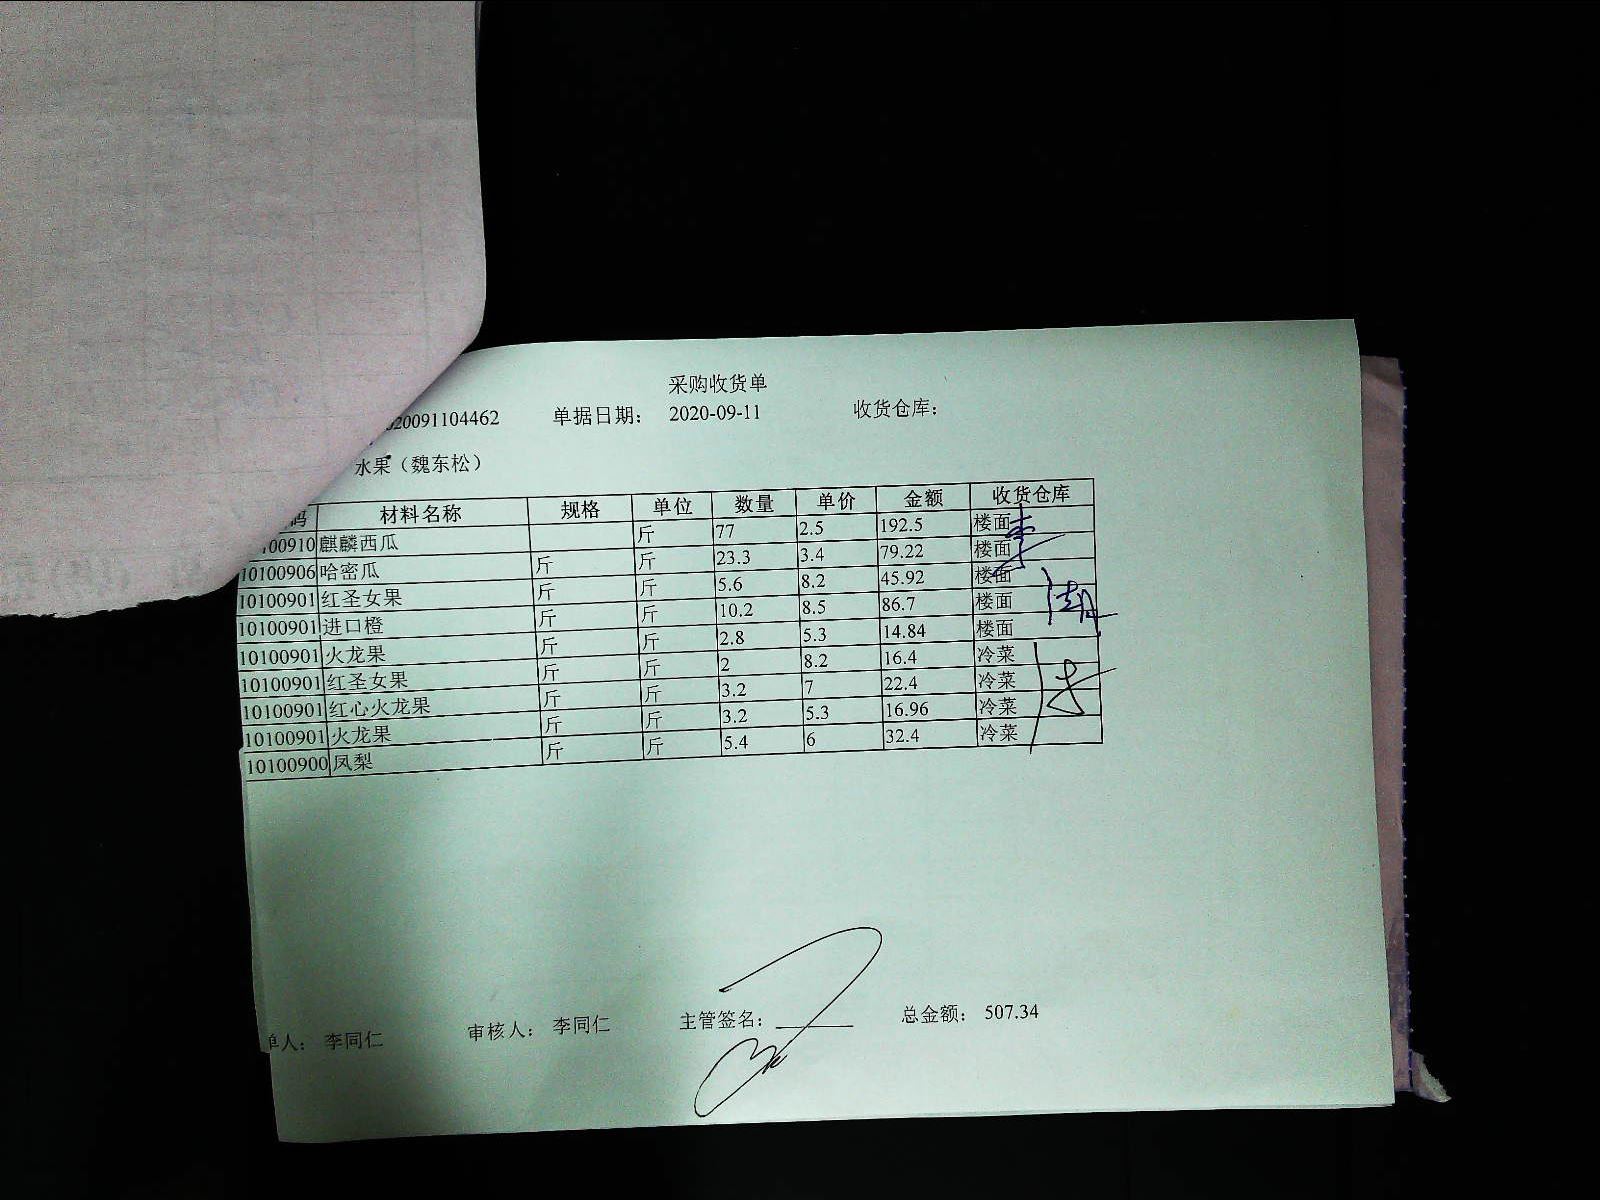 采购收货单
020091104462 单据日期： 2020-09-11 收货仓库：
水果（魏东松）
码 材料名称 规格 单位 数量 单价 金额 收货仓库
100910 麒麟西瓜 斤 77 2.5 192.5 楼面
10100906 哈密瓜 斤 斤 23.3 3.4 79.22 楼面
10100901 红圣女果 斤 斤 5.6 8.2 45.92 楼面
10100901 进口橙 斤 斤 10.2 8.5 86.7 楼面
10100901 火龙果 斤 斤 2.8 5.3 14.84 楼面
10100901 红圣女果 斤 斤 2 8.2 16.4 冷菜
10100901 红心火龙果 斤 斤 3.2 7 22.4 冷菜
10100901 火龙果 斤 斤 3.2 5.3 16.96 冷菜
10100900 凤梨 斤 斤 5.4 6 32.4 冷菜
单人： 李同仁 审核人： 李同仁 主管签名： 总金额： 507.34